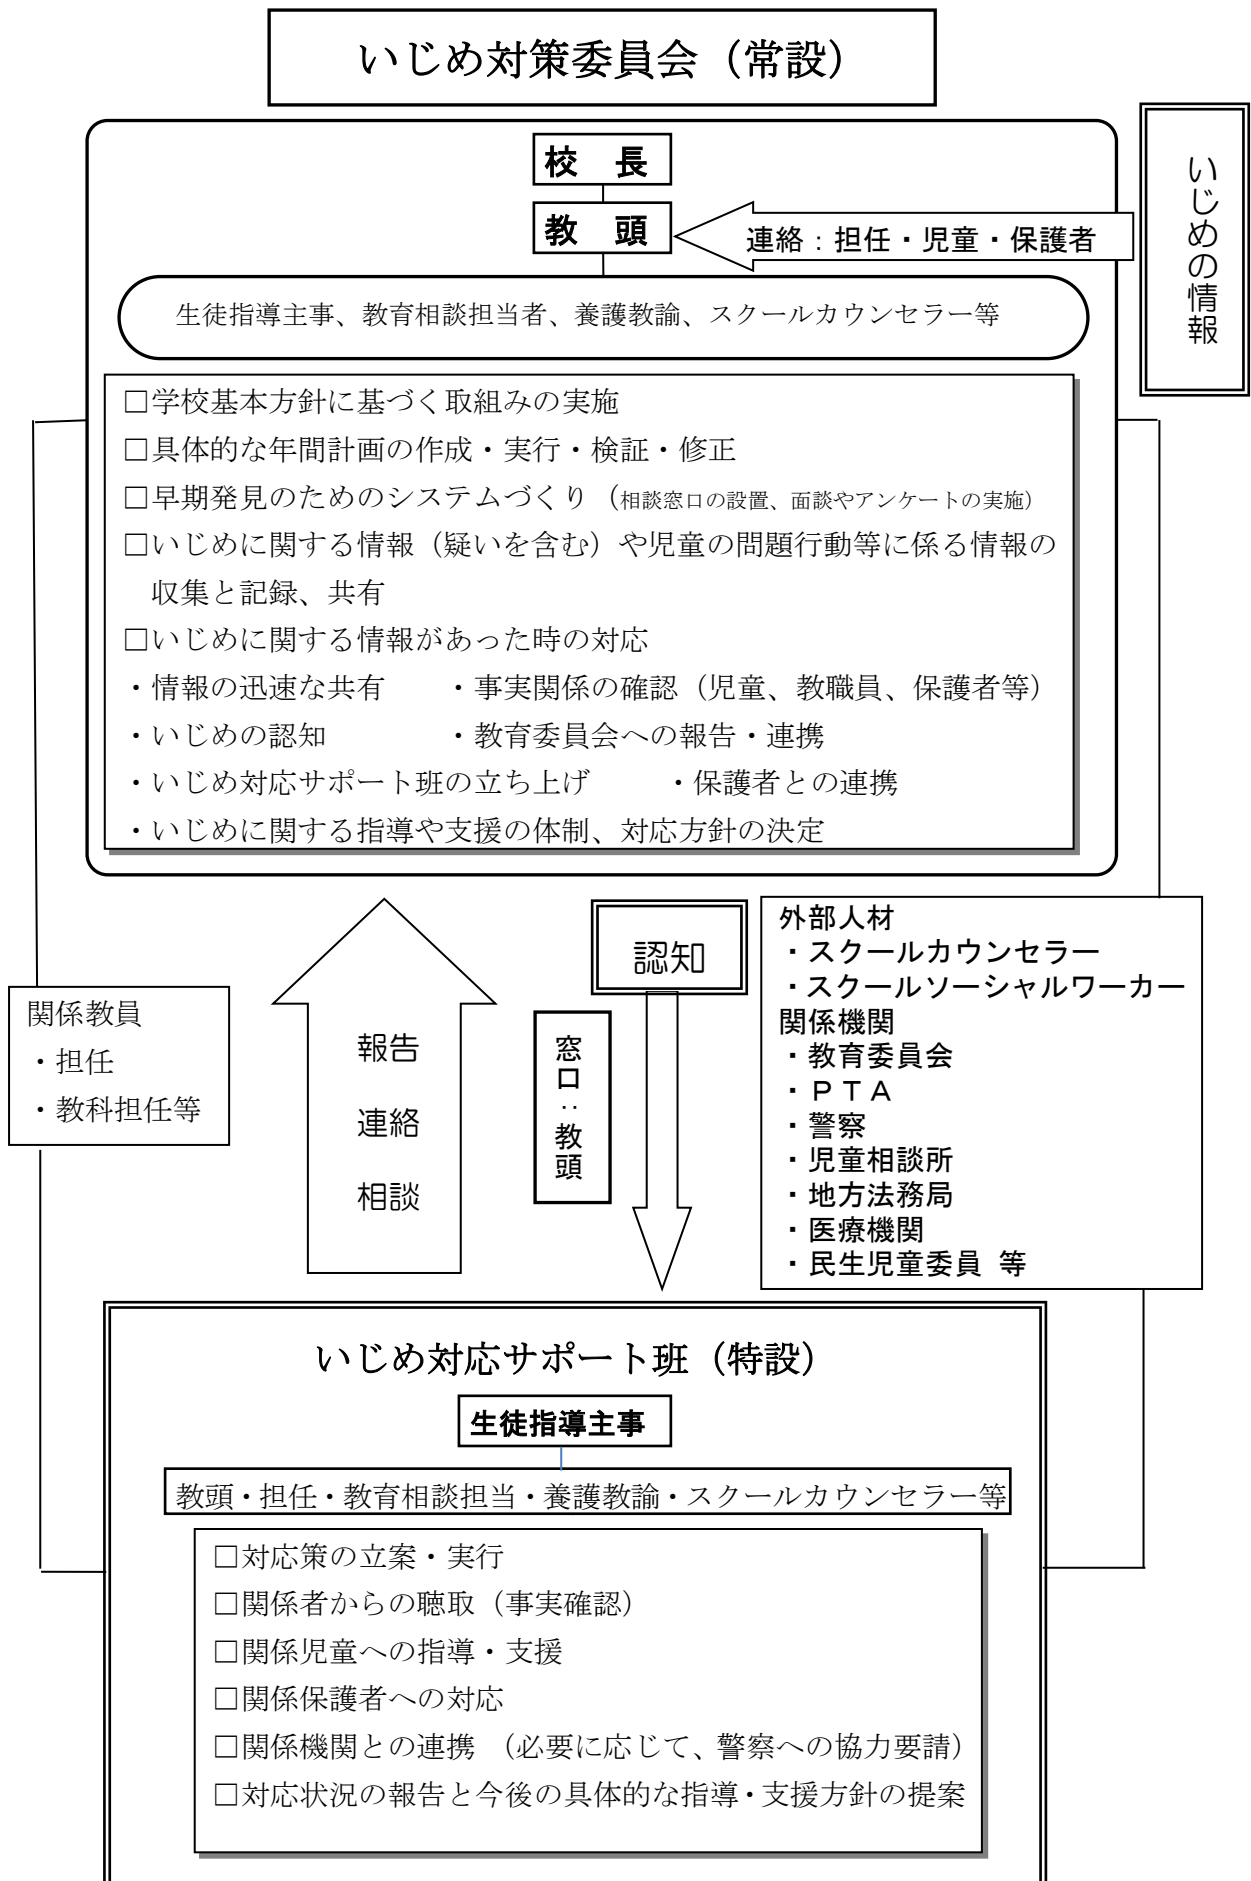 いじめ対策委員会（常設）
校　長
教　頭
連絡：担任・児童・保護者
いじめの情報
生徒指導主事、教育相談担当者、養護教諭、スクールカウンセラー等
□学校基本方針に基づく取組みの実施
□具体的な年間計画の作成・実行・検証・修正
□早期発見のためのシステムづくり（相談窓口の設置、面談やアンケートの実施）
□いじめに関する情報（疑いを含む）や児童の問題行動等に係る情報の
収集と記録、共有
□いじめに関する情報があった時の対応
・情報の迅速な共有　　・事実関係の確認（児童、教職員、保護者等）
・いじめの認知　　　　・教育委員会への報告・連携
・いじめ対応サポート班の立ち上げ　　・保護者との連携
・いじめに関する指導や支援の体制、対応方針の決定
関係教員
・担任
・教科担任等
報告
連絡
相談
認知
窓口：教頭
外部人材
・スクールカウンセラー
・スクールソーシャルワーカー
関係機関
・教育委員会
・ＰＴＡ
・警察
・児童相談所
・地方法務局
・医療機関
・民生児童委員 等
いじめ対応サポート班（特設）
生徒指導主事
教頭・担任・教育相談担当・養護教諭・スクールカウンセラー等
□対応策の立案・実行
□関係者からの聴取（事実確認）
□関係児童への指導・支援
□関係保護者への対応
□関係機関との連携 （必要に応じて、警察への協力要請）
□対応状況の報告と今後の具体的な指導・支援方針の提案